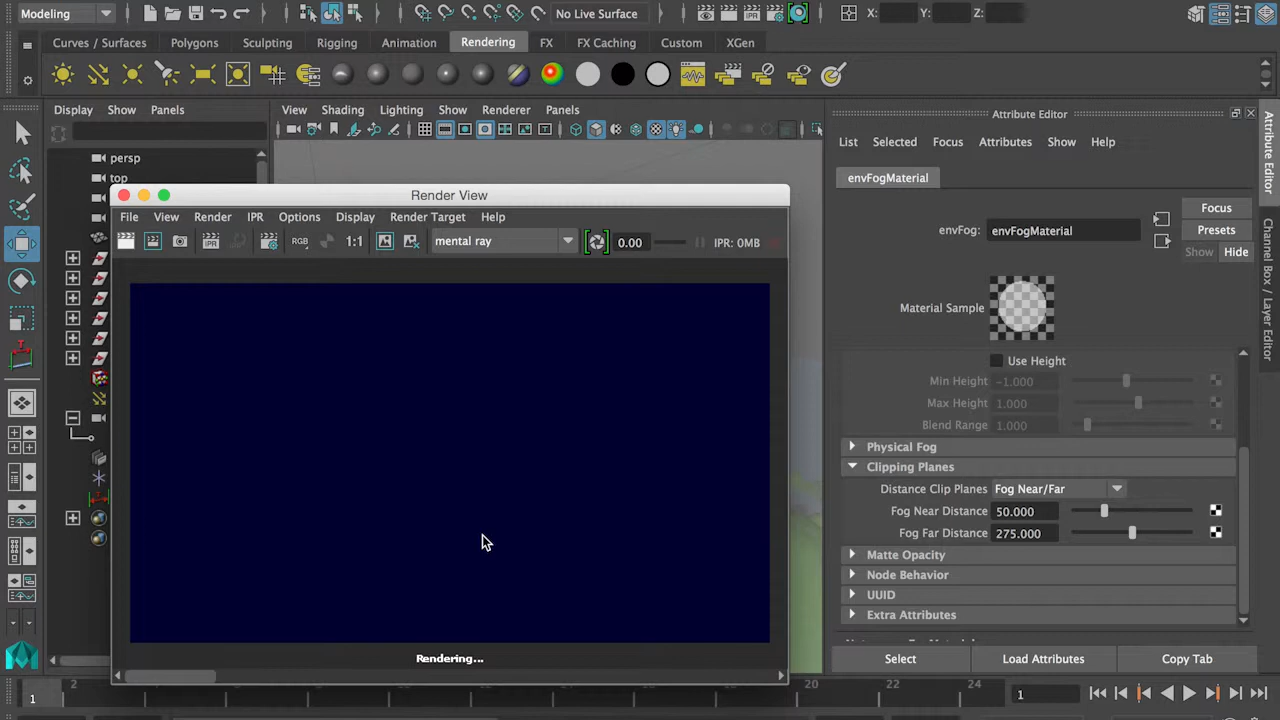 Modeling
No Live Surface
X:
Y:
Z:
Curves / Surfaces
Polygons
Sculpting
Rigging
Animation
Rendering
FX
FX Caching
Custom
XGen
Display
Show
Panels
View
Shading
Lighting
Show
Renderer
Panels
persp
top
Render View
File
View
Render
IPR
Options
Display
Render Target
Help
RGB
1:1
mental ray
0.00
IPR: 0MB
Rendering...
Attribute Editor
List
Selected
Focus
Attributes
Show
Help
envFogMaterial
envFog:
envFogMaterial
Focus
Presets
Show
Hide
Material Sample
Use Height
Min Height
-1.000
Max Height
1.000
Blend Range
1.000
Physical Fog
Clipping Planes
Distance Clip Planes
Fog Near/Far
Fog Near Distance
50.000
Fog Far Distance
275.000
Matte Opacity
Node Behavior
UUID
Extra Attributes
Select
Load Attributes
Copy Tab
Attribute Editor
Channel Box / Layer Editor
1
2
20
22
24
1